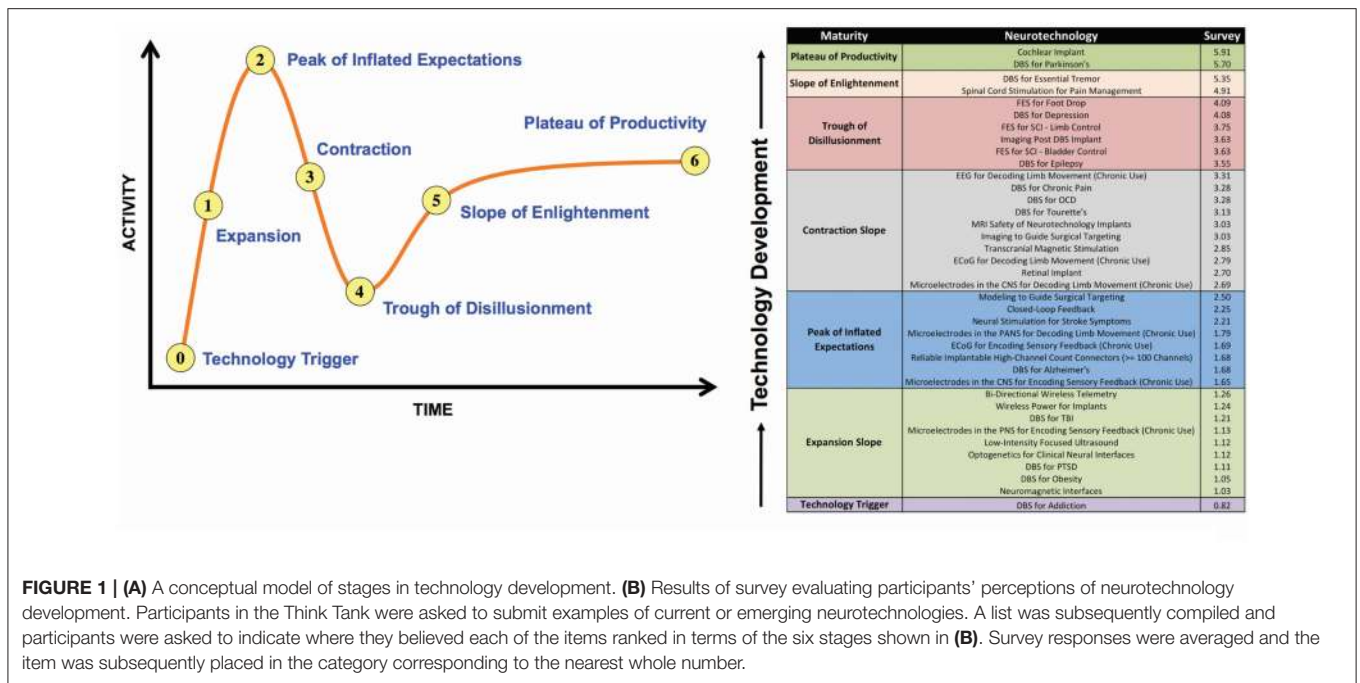 2 Peak of Inflated Expectations
Plateau of Productivity
6
Contraction
3
5
1
Slope of Enlightenment
Expansion
4
Trough of Disillusionment
0 Technology Trigger
ACTIVITY
TIME
Technology Development
Maturity Neurotechnology Survey
Plateau of Productivity
Cochlear Implant 5.91
DBS for Parkinson's 5.70
Slope of Enlightenment
DBS for Essential Tremor 5.35
Spinal Cord Stimulation for Pain Management 4.91
Trough of
Disillusionment
FES for Foot Drop 4.09
DBS for Depression 4.08
FES for SCI - Limb Control 3.75
Imaging Post DBS Implant 3.63
FES for SCI - Bladder Control 3.63
DBS for Epilepsy 3.55
Contraction Slope
EEG for Decoding Limb Movement (Chronic Use) 3.31
DBS for Chronic Pain 3.28
DBS for OCD 3.28
DBS for Tourette's 3.13
MRI Safety of Neurotechnology Implants 3.03
Imaging to Guide Surgical Targeting 3.03
Transcranial Magnetic Stimulation 2.85
ECoG for Decoding Limb Movement (Chronic Use) 2.79
Retinal Implant 2.70
Microelectrodes in the CNS for Decoding Limb Movement (Chronic Use) 2.69
Peak of Inflated
Expectations
Modeling to Guide Surgical Targeting 2.50
Closed-Loop Feedback 2.25
Neural Stimulation for Stroke Symptoms 2.21
Microelectrodes in the PANS for Decoding Limb Movement (Chronic Use) 1.79
ECoG for Encoding Sensory Feedback (Chronic Use) 1.69
Reliable Implantable High-Channel Count Connectors (>= 100 Channels) 1.68
DBS for Alzheimer's 1.68
Microelectrodes in the CNS for Encoding Sensory Feedback (Chronic Use) 1.65
Expansion Slope
Bi-Directional Wireless Telemetry 1.26
Wireless Power for Implants 1.24
DBS for TBI 1.21
Microelectrodes in the PNS for Encoding Sensory Feedback (Chronic Use) 1.13
Low-Intensity Focused Ultrasound 1.12
Optogenetics for Clinical Neural Interfaces 1.12
DBS for PTSD 1.11
DBS for Obesity 1.05
Neuromagnetic Interfaces 1.03
Technology Trigger
DBS for Addiction 0.82
FIGURE 1 | (A) A conceptual model of stages in technology development. (B) Results of survey evaluating participants' perceptions of neurotechnology
development. Participants in the Think Tank were asked to submit examples of current or emerging neurotechnologies. A list was subsequently compiled and
participants were asked to indicate where they believed each of the items ranked in terms of the six stages shown in (B). Survey responses were averaged and the
item was subsequently placed in the category corresponding to the nearest whole number.